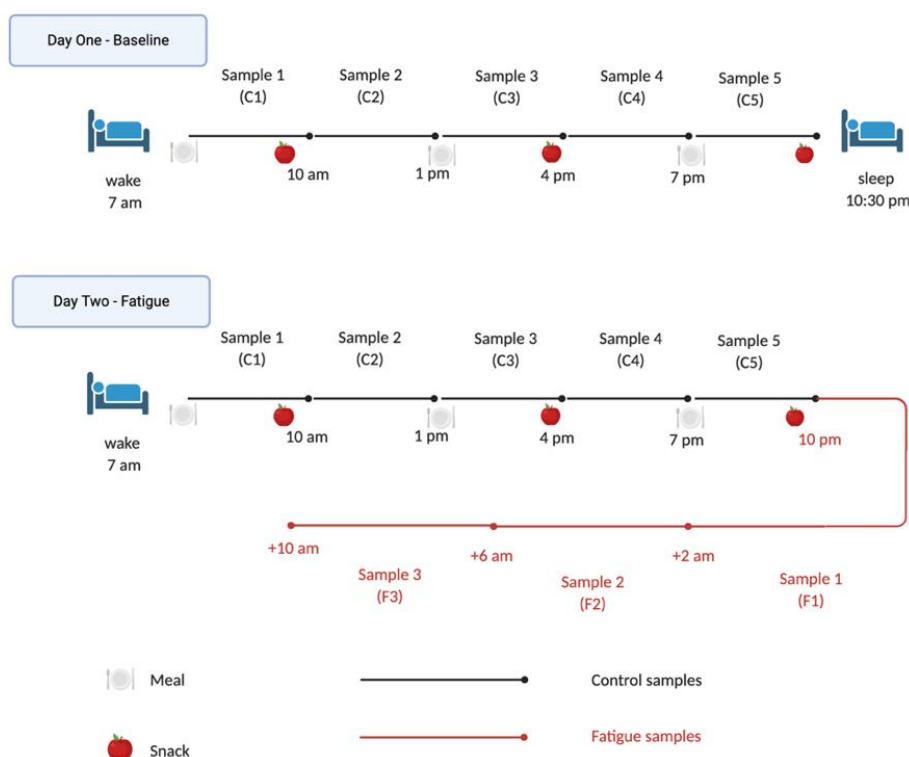 Day One - Baseline
Sample 1 Sample 2 Sample 3 Sample 4 Sample 5
(C1) (C2) (C3) (C4) (C5)
10 am 1 pm 4 pm 7 pm
wake sleep
7 am 10:30 pm
Day Two - Fatigue
Sample 1 Sample 2 Sample 3 Sample 4 Sample 5
(C1) (C2) (C3) (C4) (C5)
10 am 1 pm 4 pm 7 pm 10 pm
wake
7 am
+10 am +6 am +2 am
Sample 3 Sample 2 Sample 1
(F3) (F2) (F1)
Meal Control samples
Snack Fatigue samples